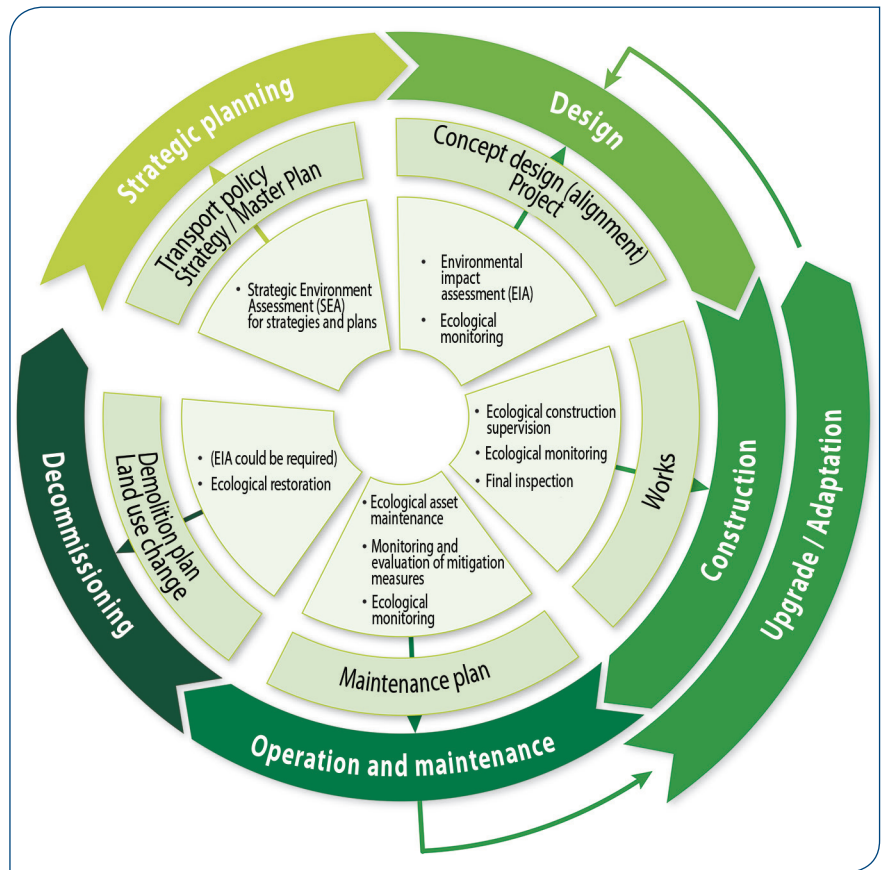 Strategic planning
Transport policy
Strategy / Master Plan
• Strategic Environment
Assessment (SEA)
for strategies and plans
Design
Concept design (alignment)
Project
• Environmental
impact
assessment (EIA)
• Ecological
monitoring
Construction
Works
• Ecological construction
supervision
• Ecological monitoring
• Final inspection
Upgrade / Adaptation
Operation and maintenance
Maintenance plan
• Ecological asset
maintenance
• Monitoring and
evaluation of mitigation
measures
• Ecological
monitoring
Decommissioning
Demolition plan
Land use change
• (EIA could be required)
• Ecological restoration